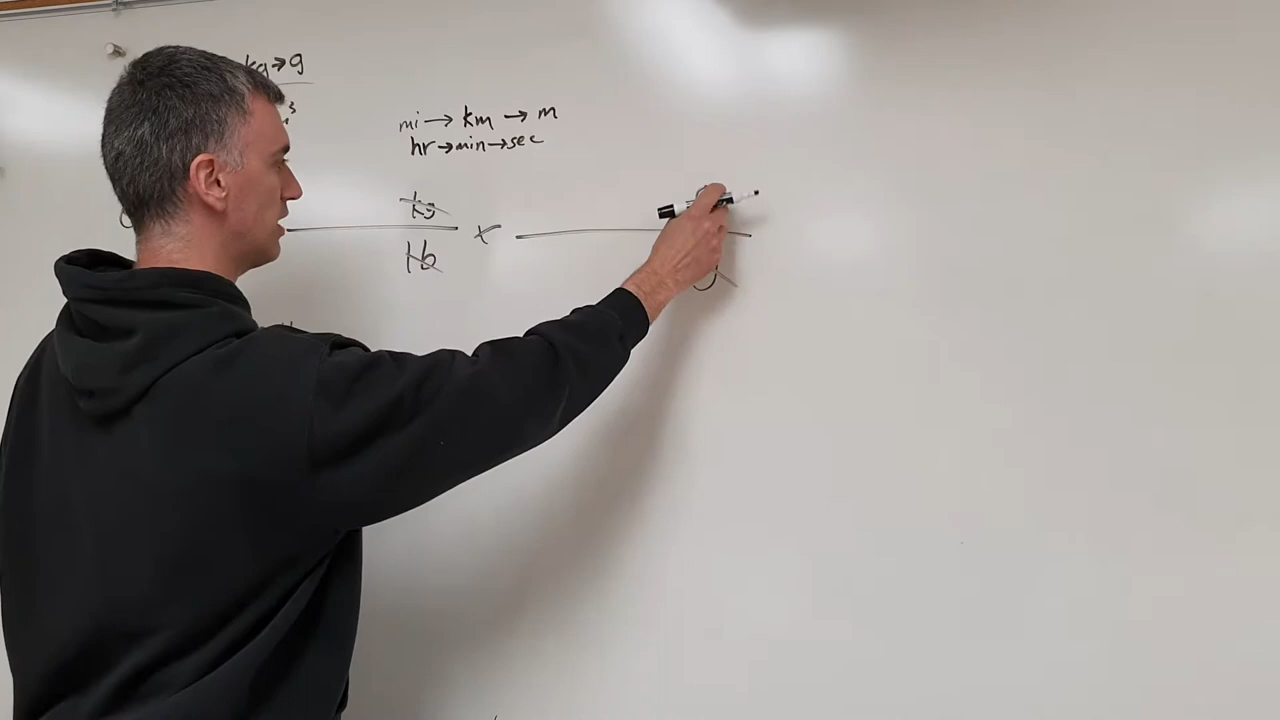 kg→g
mi→km→m
hr→min→sec
kg
lb
x